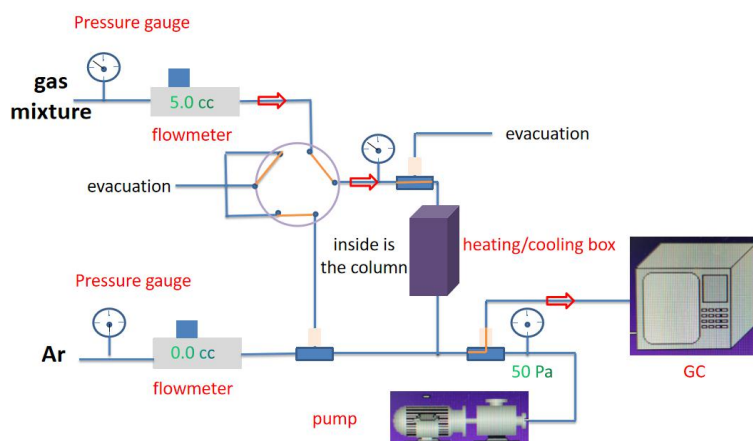 Pressure gauge
gas
mixture
5.0 cc
flowmeter
evacuation
evacuation
inside is
the column
heating/cooling box
Pressure gauge
Ar
0.0 cc
flowmeter
50 Pa
GC
pump